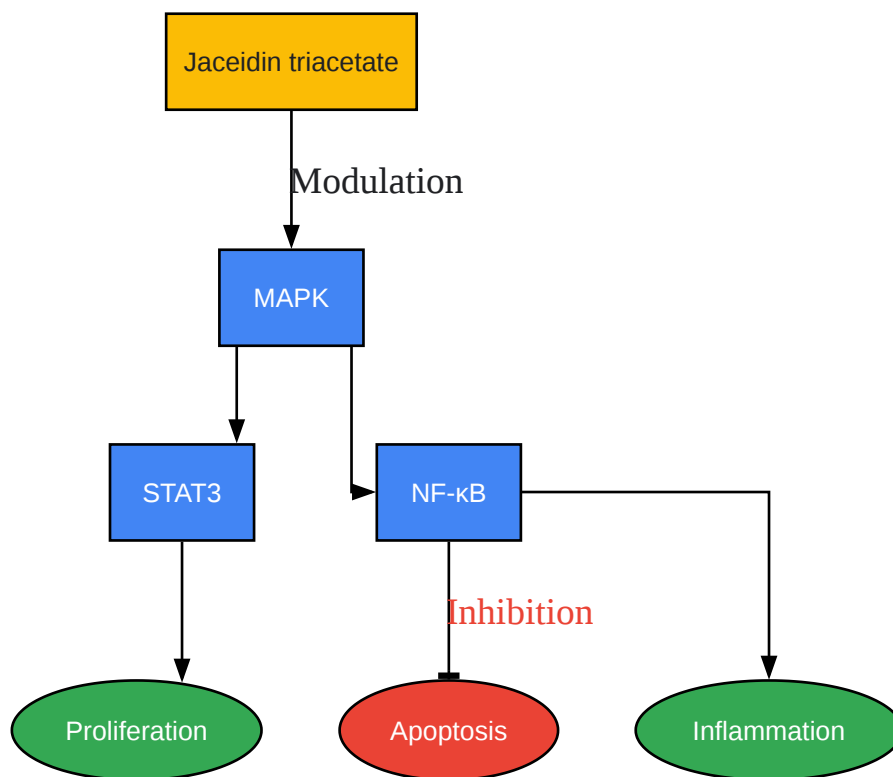 Jaceidin triacetate
Modulation
MAPK
STAT3
NF-κB
Inhibition
Proliferation
Apoptosis
Inflammation